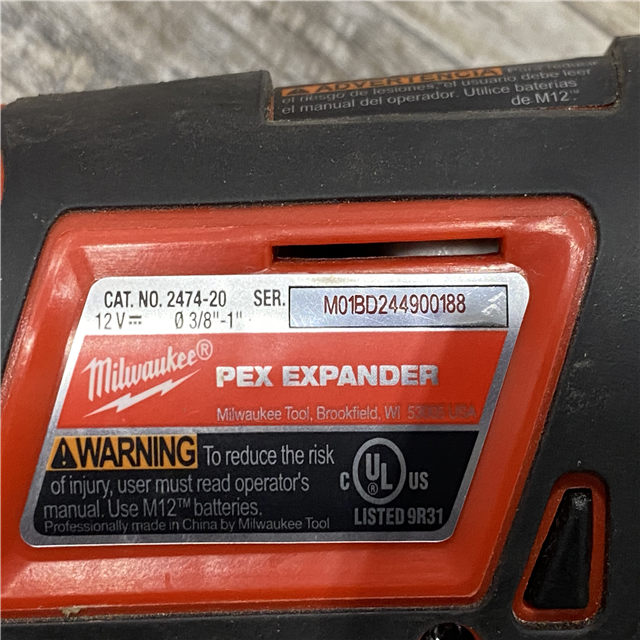 ⚠ADVERTENCIA Para reducir
el riesgo de lesiones, el usuario debe leer
el manual del operador. Utilice baterías
de M12™
CAT. NO. 2474-20 SER. M01BD244900188
12 V⎓ Ø 3/8"-1"
Milwaukee®
PEX EXPANDER
Milwaukee Tool, Brookfield, WI 53005 USA
⚠WARNING To reduce the risk
of injury, user must read operator's
manual. Use M12™ batteries.
Professionally made in China by Milwaukee Tool
C UL® US
LISTED 9R31